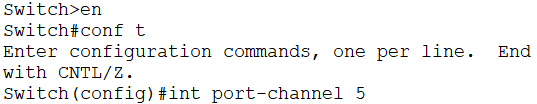 Switch>en
Switch#conf t
Enter configuration commands, one per line.  End
with CNTL/Z.
Switch(config)#int port-channel 5